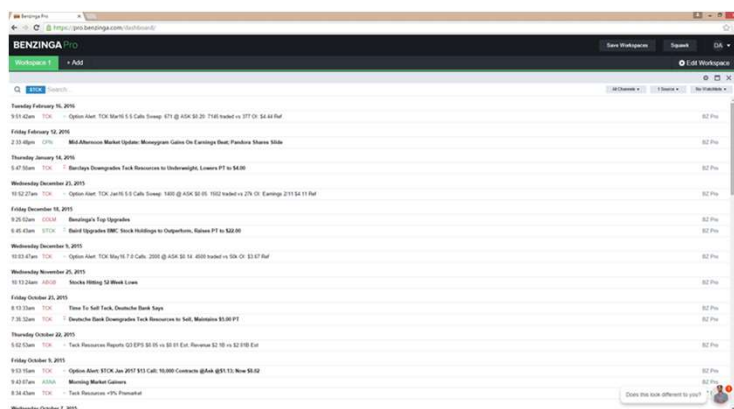 Benzinga Pro
https://pro.benzinga.com/dashboard/
BENZINGA Pro
Save Workspaces Squawk DA
Workspace 1 + Add Edit Workspace
$TCK Search...
All Channels 1 Source No Watchlists
Tuesday February 16, 2016
9:51:42am TCK Option Alert: TCK Mar16 5.0 Calls Sweep: 671 @ ASK $0.20: 7145 traded vs 377 OI: $4.44 Ref BZ Pro
Friday February 12, 2016
2:33:48pm CPN Mid-Afternoon Market Update: Moneygram Gains On Earnings Beat; Pandora Shares Slide BZ Pro
Thursday January 14, 2016
5:47:55am TCK Barclays Downgrades Teck Resources to Underweight, Lowers PT to $4.00 BZ Pro
Wednesday December 23, 2015
10:52:27am TCK Option Alert: TCK Jan16 5.0 Calls Sweep: 1400 @ ASK $0.05: 1502 traded vs 27k OI: Earnings 2/11 $4.11 Ref BZ Pro
Friday December 18, 2015
9:25:02am COLM Benzinga's Top Upgrades BZ Pro
6:45:43am STCK Baird Upgrades BMC Stock Holdings to Outperform, Raises PT to $22.00 BZ Pro
Wednesday December 9, 2015
10:03:47am TCK Option Alert: TCK May16 7.0 Calls: 2000 @ ASK $0.14: 4000 traded vs 50k OI: $3.67 Ref BZ Pro
Wednesday November 25, 2015
10:13:24am Stocks Hitting 52-Week Lows BZ Pro
Friday October 23, 2015
8:13:33am TCK Time To Sell Teck, Deutsche Bank Says BZ Pro
7:35:32am TCK Deutsche Bank Downgrades Teck Resources to Sell, Maintains $5.00 PT BZ Pro
Thursday October 22, 2015
5:02:53am TCK Teck Resources Reports Q3 EPS $0.05 vs $0.01 Est; Revenue $2.1B vs $2.01B Est BZ Pro
Friday October 9, 2015
9:53:15am TCK Option Alert: $TCK Jan 2017 $13 Call; 10,000 Contracts @Ask @$1.13; Now $8.02 BZ Pro
9:43:07am Morning Market Gainers BZ Pro
8:34:43am TCK Teck Resources +9% Premarket
Does this look different to you?
Wednesday October 7, 2015